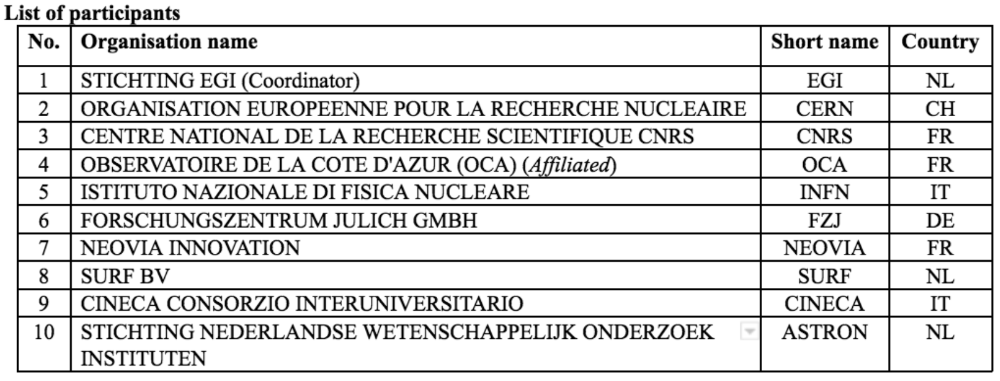 List of participants
No. Organisation name Short name Country
1 STICHTING EGI (Coordinator) EGI NL
2 ORGANISATION EUROPEENNE POUR LA RECHERCHE NUCLEAIRE CERN CH
3 CENTRE NATIONAL DE LA RECHERCHE SCIENTIFIQUE CNRS CNRS FR
4 OBSERVATOIRE DE LA COTE D'AZUR (OCA) (Affiliated) OCA FR
5 ISTITUTO NAZIONALE DI FISICA NUCLEARE INFN IT
6 FORSCHUNGSZENTRUM JULICH GMBH FZJ DE
7 NEOVIA INNOVATION NEOVIA FR
8 SURF BV SURF NL
9 CINECA CONSORZIO INTERUNIVERSITARIO CINECA IT
10 STICHTING NEDERLANDSE WETENSCHAPPELIJK ONDERZOEK ASTRON NL
INSTITUTEN